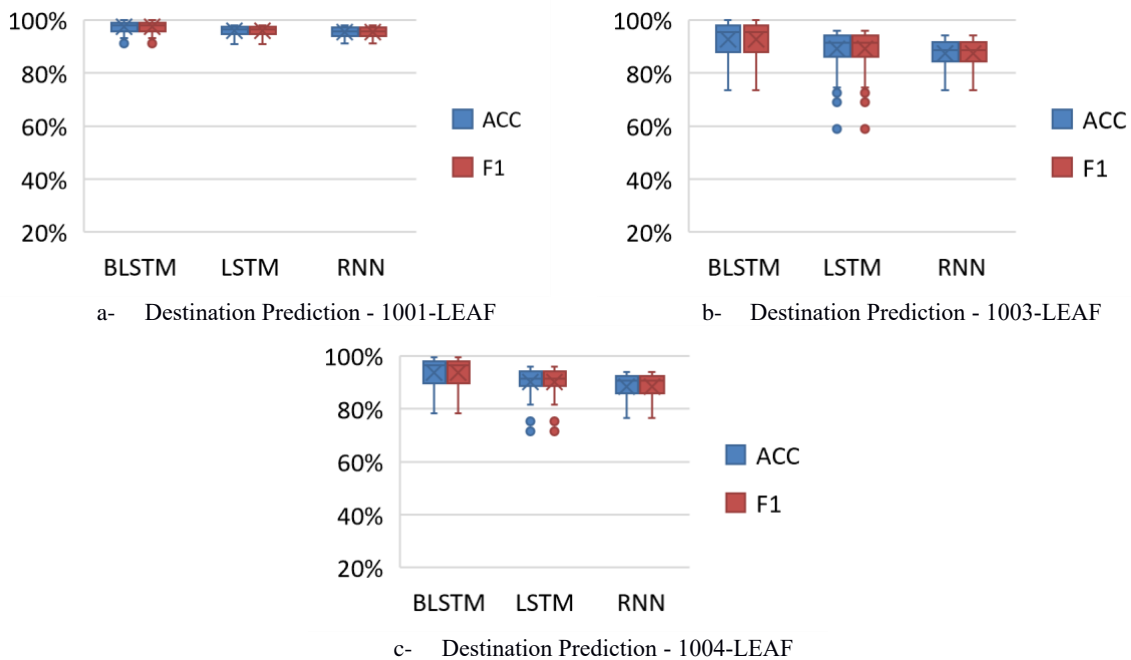 100%
80%
60%
40%
20%
BLSTM LSTM RNN
ACC
F1
a- Destination Prediction - 1001-LEAF
100%
80%
60%
40%
20%
BLSTM LSTM RNN
ACC
F1
b- Destination Prediction - 1003-LEAF
100%
80%
60%
40%
20%
BLSTM LSTM RNN
ACC
F1
c- Destination Prediction - 1004-LEAF